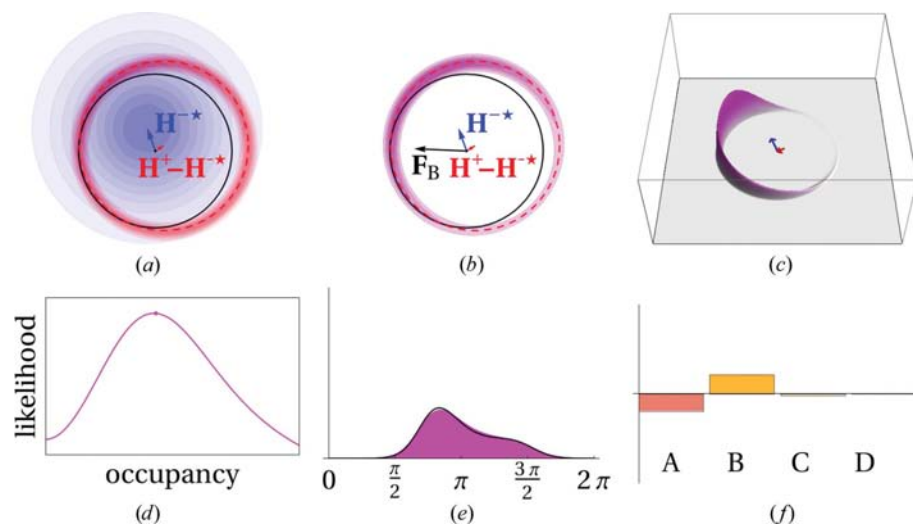 H⁻*
H⁺−H⁻*
(a)
H⁻*
F_B
H⁺−H⁻*
(b)
(c)
likelihood
occupancy
(d)
0 π/2 π 3π/2 2π
(e)
A B C D
(f)